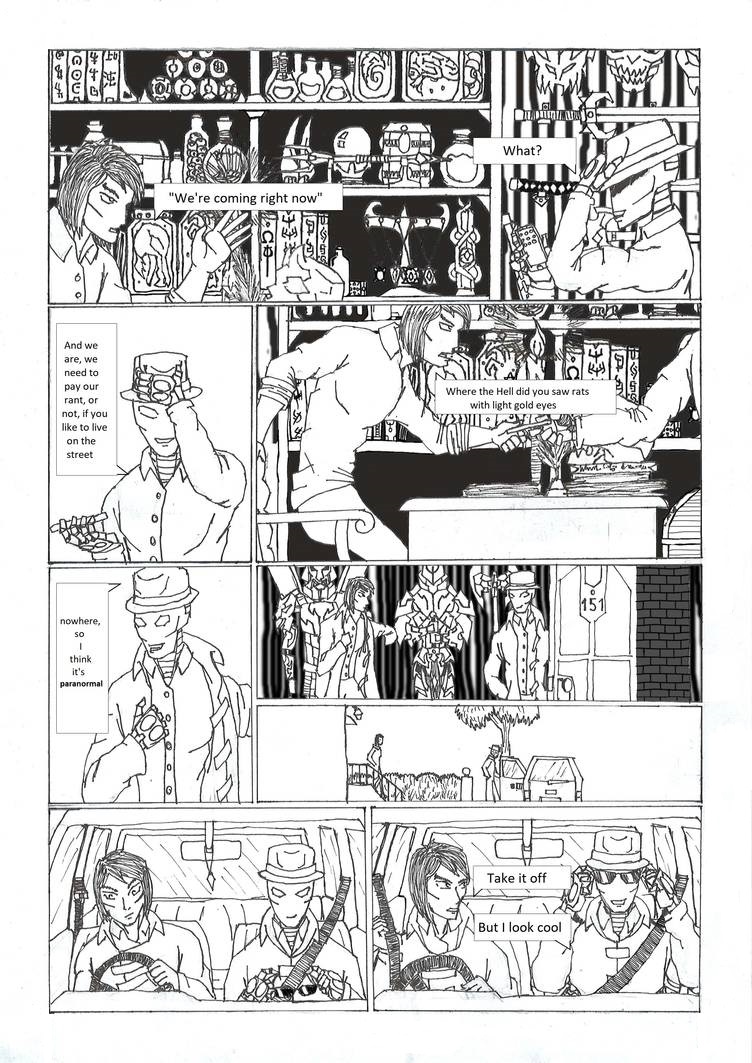 "We're coming right now"
What?
And we
are, we
need to
pay our
rant, or
not, if you
like to live
on the
street
Where the Hell did you saw rats
with light gold eyes
nowhere,
so
I
think
it's
paranormal
151
Take it off
But I look cool